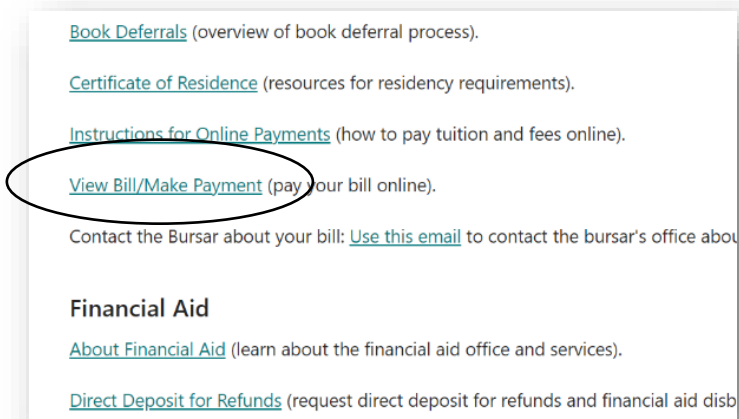 Book Deferrals (overview of book deferral process).
Certificate of Residence (resources for residency requirements).
Instructions for Online Payments (how to pay tuition and fees online).
View Bill/Make Payment (pay your bill online).
Contact the Bursar about your bill: Use this email to contact the bursar's office abou
Financial Aid
About Financial Aid (learn about the financial aid office and services).
Direct Deposit for Refunds (request direct deposit for refunds and financial aid disb